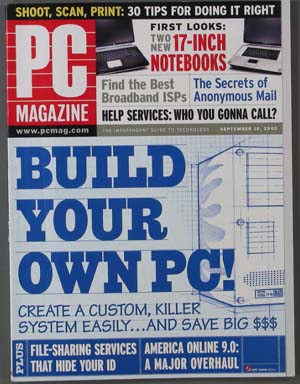 SHOOT, SCAN, PRINT: 30 TIPS FOR DOING IT RIGHT
PC
MAGAZINE
www.pcmag.com
FIRST LOOKS:
TWO NEW 17-INCH
NOTEBOOKS
Find the Best
Broadband ISPs
The Secrets of
Anonymous Mail
HELP SERVICES: WHO YOU GONNA CALL?
THE INDEPENDENT GUIDE TO TECHNOLOGY
SEPTEMBER 16, 2003
BUILD
YOUR
OWN PC!
CREATE A CUSTOM, KILLER
SYSTEM EASILY...AND SAVE BIG $$$
PLUS
FILE-SHARING SERVICES
THAT HIDE YOUR ID
AMERICA ONLINE 9.0:
A MAJOR OVERHAUL